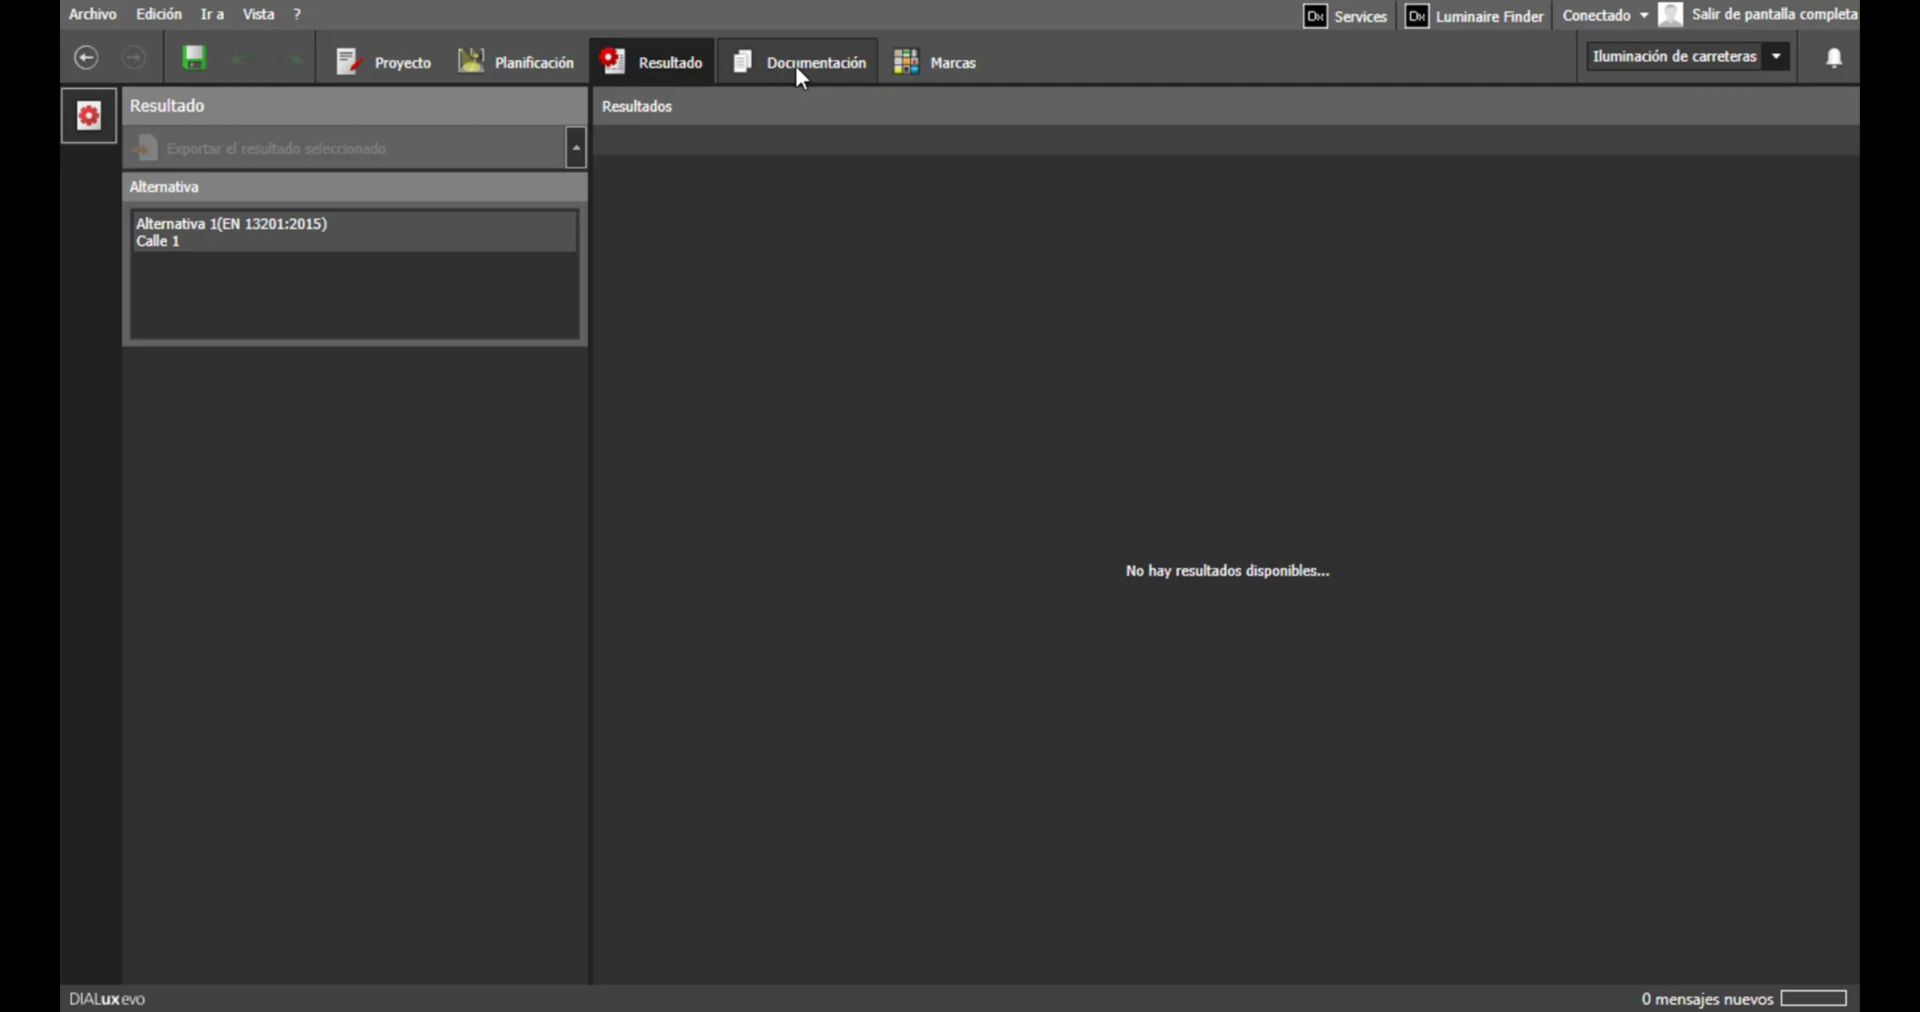 Archivo Edición Ir a Vista ?
Services Luminaire Finder Conectado Salir de pantalla completa
Proyecto Planificación Resultado Documentación Marcas Iluminación de carreteras
Resultado
Resultados
Exportar el resultado seleccionado
Alternativa
Alternativa 1(EN 13201:2015)
Calle 1
No hay resultados disponibles...
DIALux evo
0 mensajes nuevos